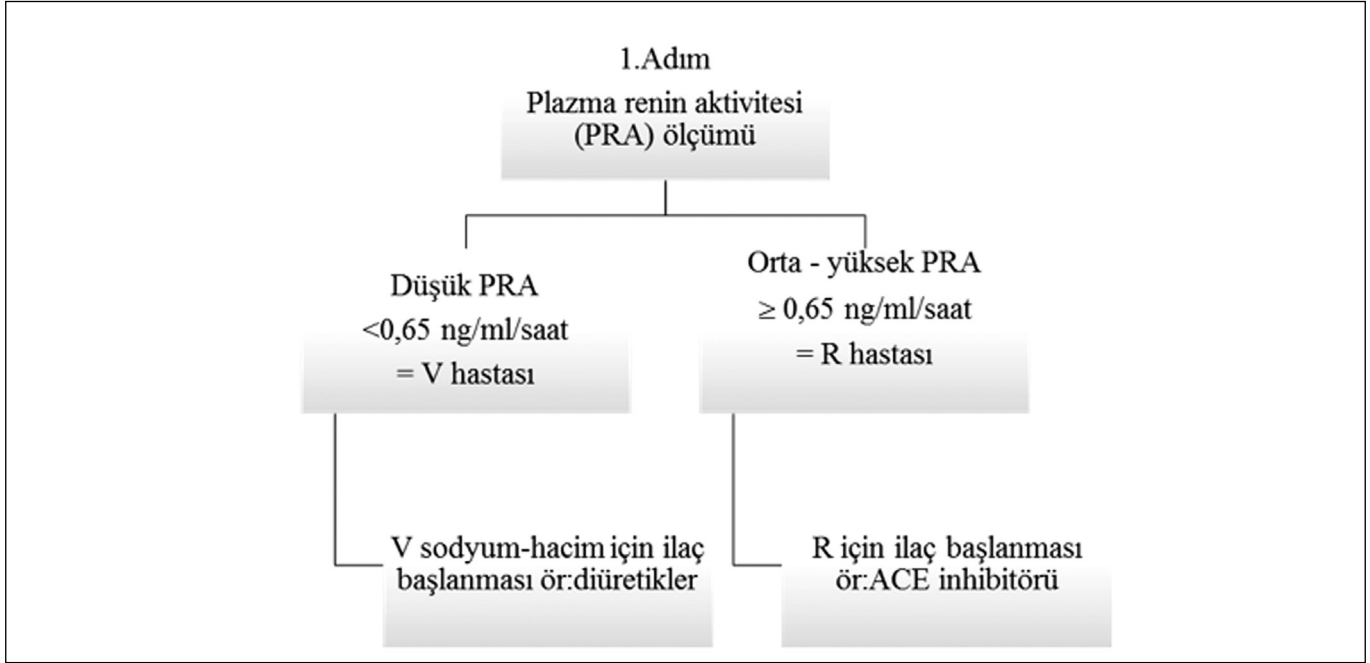 1.Adım
Plazma renin aktivitesi
(PRA) ölçümü
Düşük PRA
<0,65 ng/ml/saat
= V hastası
Orta - yüksek PRA
≥ 0,65 ng/ml/saat
= R hastası
V sodyum-hacim için ilaç
başlanması ör:diüretikler
R için ilaç başlanması
ör:ACE inhibitörü